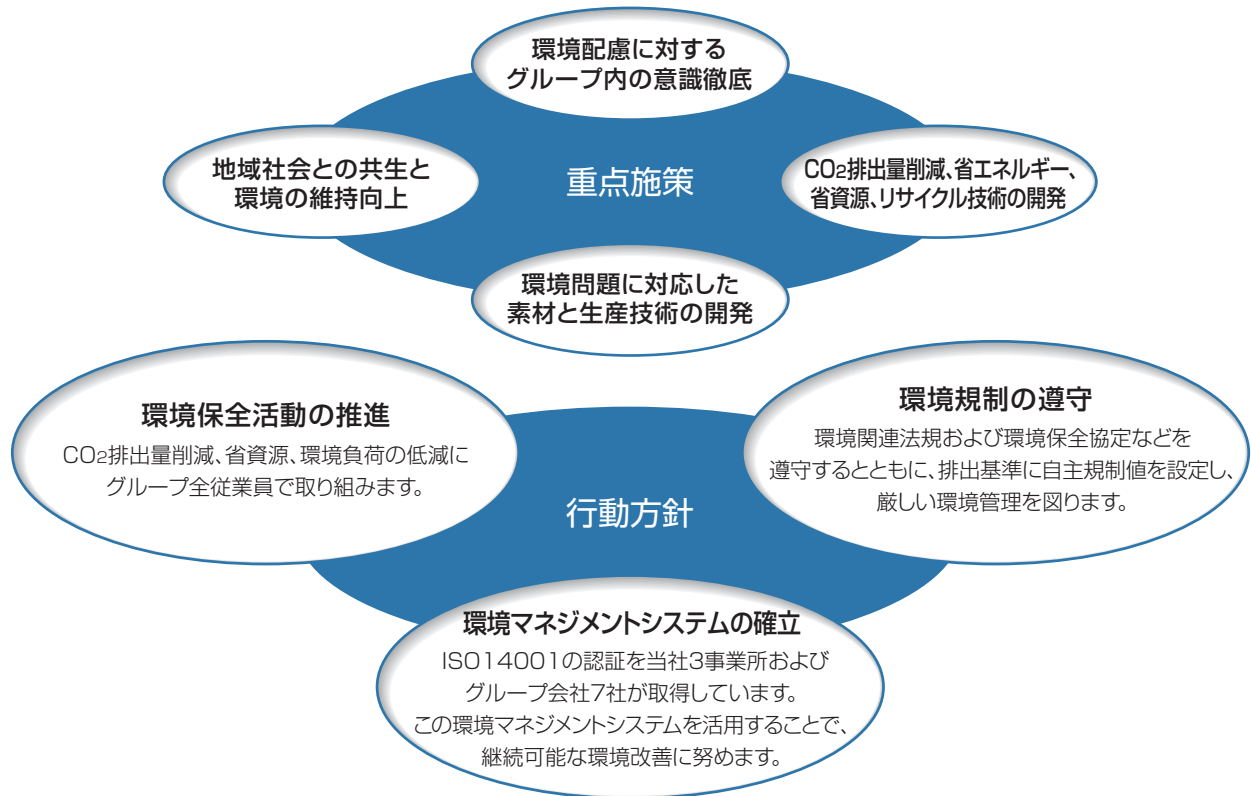 環境配慮に対する
グループ内の意識徹底
地域社会との共生と
環境の維持向上
重点施策
CO2排出量削減、省エネルギー、
省資源、リサイクル技術の開発
環境問題に対応した
素材と生産技術の開発
環境保全活動の推進
CO2排出量削減、省資源、環境負荷の低減に
グループ全従業員で取り組みます。
環境規制の遵守
環境関連法規および環境保全協定などを
遵守するとともに、排出基準に自主規制値を設定し、
厳しい環境管理を図ります。
行動方針
環境マネジメントシステムの確立
ISO14001の認証を当社3事業所および
グループ会社7社が取得しています。
この環境マネジメントシステムを活用することで、
継続可能な環境改善に努めます。